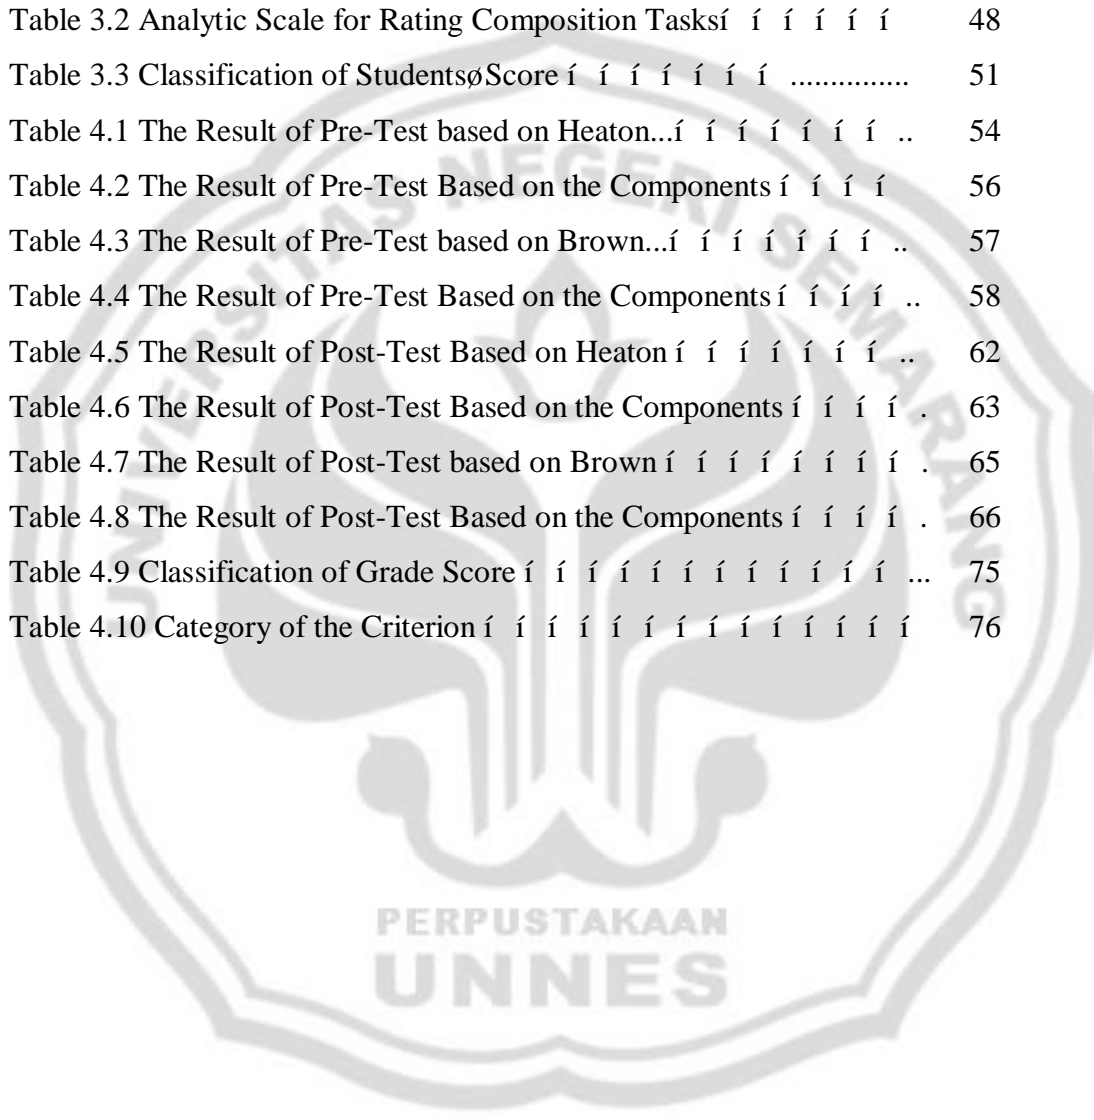 Table 3.2 Analytic Scale for Rating Composition Tasksí í í í í í 48
Table 3.3 Classification of StudentsøScore í í í í í í í ............... 51
Table 4.1 The Result of Pre-Test based on Heaton...í í í í í í í .. 54
Table 4.2 The Result of Pre-Test Based on the Components í í í í 56
Table 4.3 The Result of Pre-Test based on Brown...í í í í í í í .. 57
Table 4.4 The Result of Pre-Test Based on the Components í í í í .. 58
Table 4.5 The Result of Post-Test Based on Heaton í í í í í í í .. 62
Table 4.6 The Result of Post-Test Based on the Components í í í í . 63
Table 4.7 The Result of Post-Test based on Brown í í í í í í í í . 65
Table 4.8 The Result of Post-Test Based on the Components í í í í . 66
Table 4.9 Classification of Grade Score í í í í í í í í í í í í ... 75
Table 4.10 Category of the Criterion í í í í í í í í í í í í í í 76
UNIVERSITAS NEGERI SEMARANG
PERPUSTAKAAN
UNNES